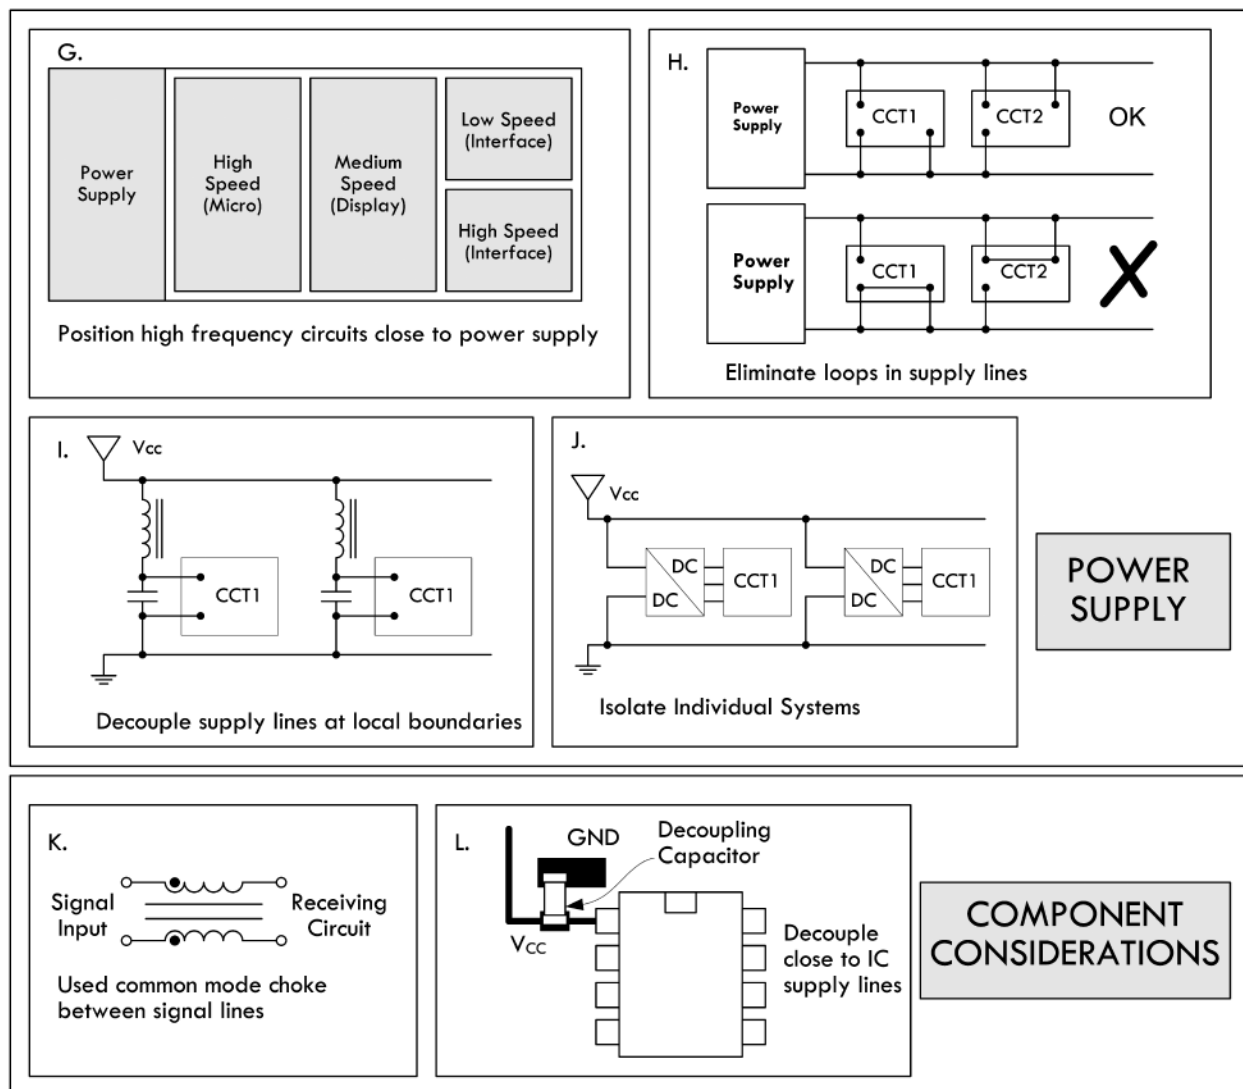 G.
Power
Supply
High
Speed
(Micro)
Medium
Speed
(Display)
Low Speed
(Interface)
High Speed
(Interface)
Position high frequency circuits close to power supply
H.
Power
Supply
CCT1
CCT2
OK
Power
Supply
CCT1
CCT2
X
Eliminate loops in supply lines
I.
Vcc
CCT1
CCT1
Decouple supply lines at local boundaries
J.
Vcc
DC
DC
CCT1
DC
DC
CCT1
Isolate Individual Systems
POWER
SUPPLY
K.
Signal
Input
Receiving
Circuit
Used common mode choke
between signal lines
L.
GND
Decoupling
Capacitor
VCC
Decouple
close to IC
supply lines
COMPONENT
CONSIDERATIONS